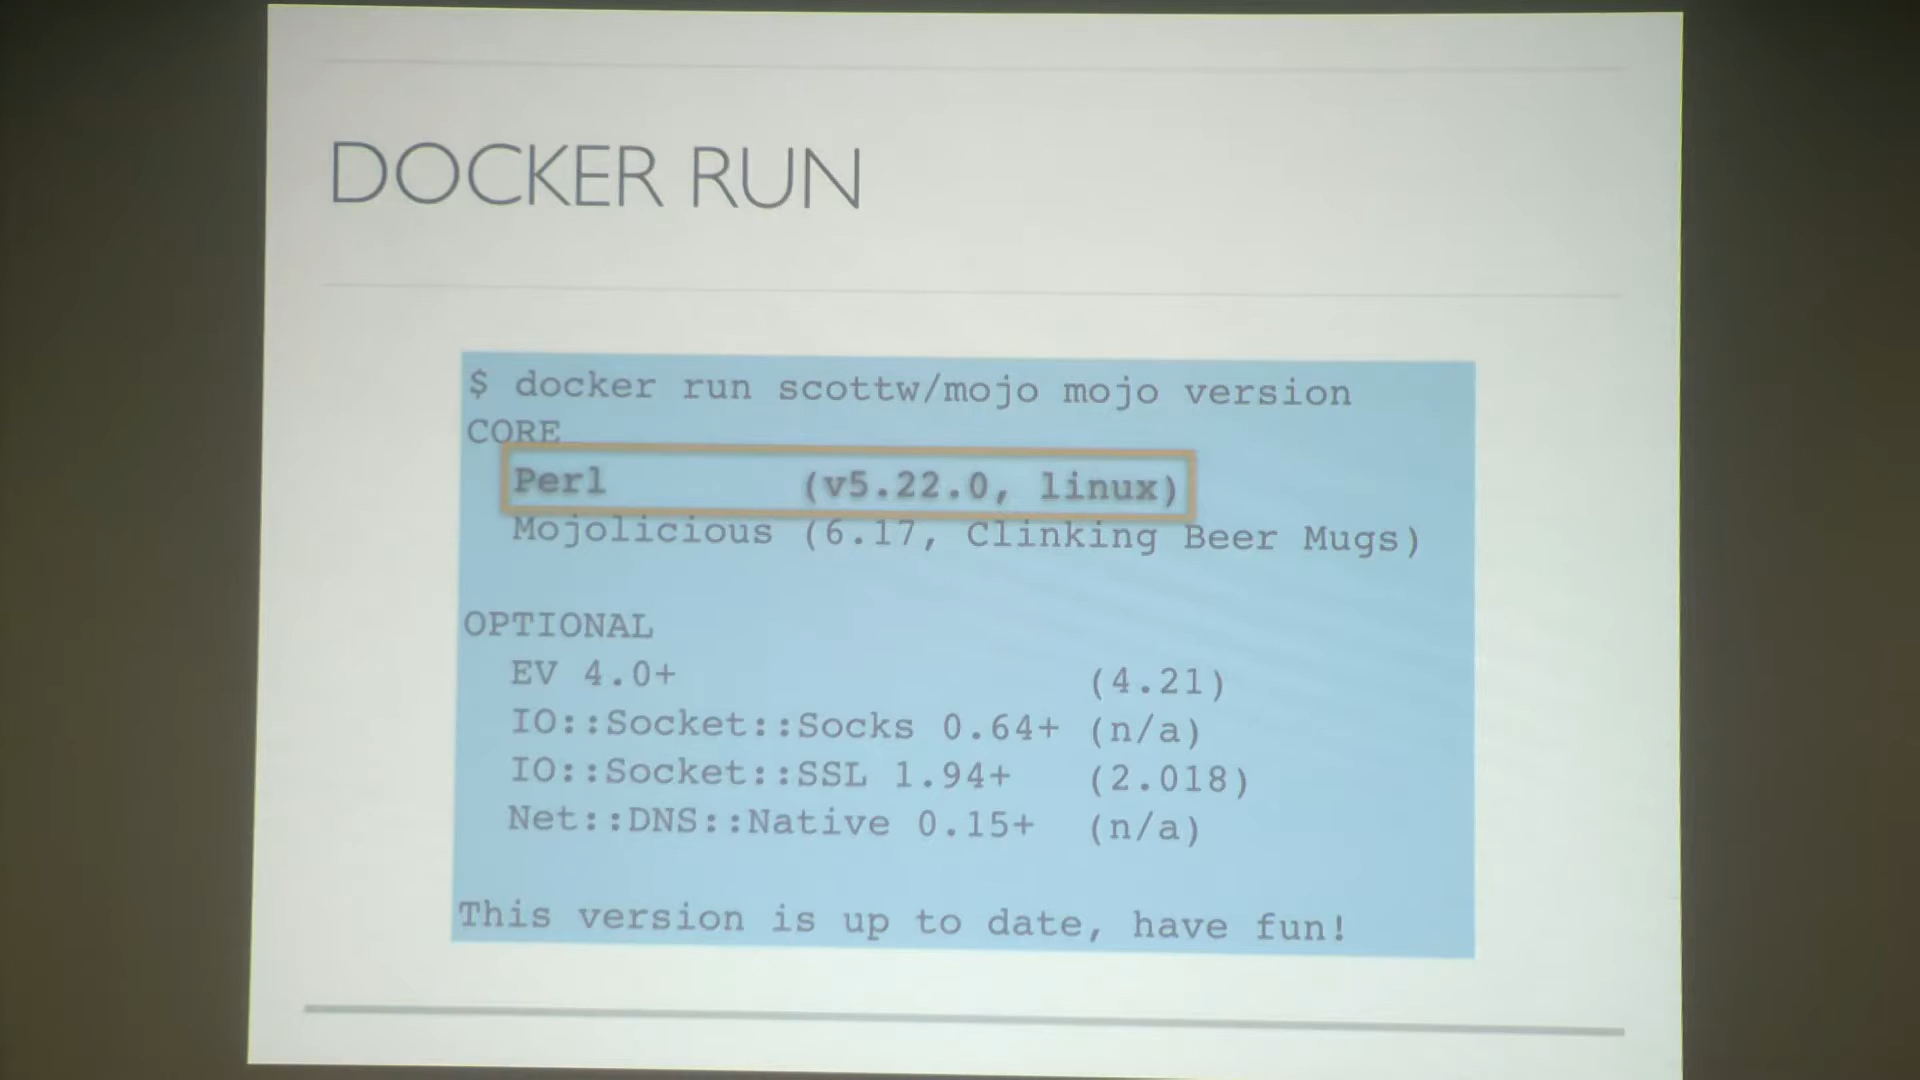 DOCKER RUN
$ docker run scottw/mojo mojo version
CORE
Perl (v5.22.0, linux)
Mojolicious (6.17, Clinking Beer Mugs)
OPTIONAL
EV 4.0+ (4.21)
IO::Socket::Socks 0.64+ (n/a)
IO::Socket::SSL 1.94+ (2.018)
Net::DNS::Native 0.15+ (n/a)
This version is up to date, have fun!